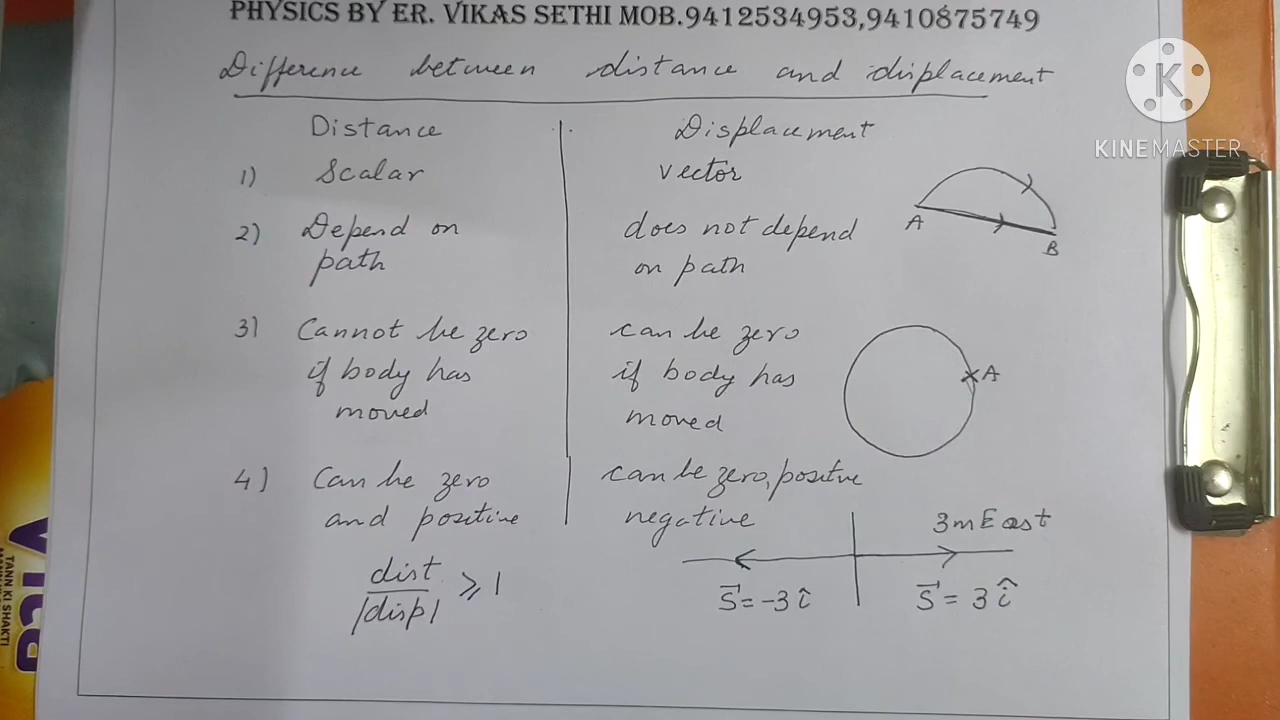 PHYSICS BY ER. VIKAS SETHI MOB.9412534953,9410875749
Difference between distance and displacement
Distance
Displacement
1) Scalar
vector
A
B
2) Depend on
path
does not depend
on path
3) Cannot be zero
if body has
moved
can be zero
if body has
moved
A
4) Can be zero
and positive
can be zero, positive
negative
dist
/|disp| ≥ 1
3m East
S⃗ = -3 î
S⃗ = 3 î
KINEMASTER
K
Vita
TANN KI SHAKTI